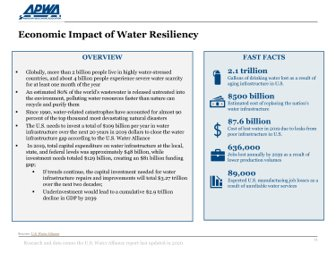 APWA
Economic Impact of Water Resiliency
OVERVIEW
Globally, more than 2 billion people live in highly water-stressed
countries, and about 4 billion people experience severe water scarcity
for at least one month of the year
An estimated 80% of the world's wastewater is released untreated into
the environment, polluting water resources faster than nature can
recycle and purify them
Since 1990, water-related catastrophes have accounted for almost 90
percent of the top thousand most devastating natural disasters
The U.S. needs to invest a total of $109 billion per year in water
infrastructure over the next 20 years in 2019 dollars to close the water
infrastructure gap according to the U.S. Water Alliance
In 2019, total capital expenditure on water infrastructure at the local,
state, and federal levels was approximately $48 billion, while
investment needs totaled $129 billion, creating an $81 billion funding
gap:
If trends continue, the capital investment needed for water
infrastructure repairs and improvements will total $3.27 trillion
over the next two decades;
Underinvestment would lead to a cumulative $2.9 trillion
decline in GDP by 2039
FAST FACTS
2.1 trillion
Gallons of drinking water lost as a result of
aging infrastructure in U.S.
$500 billion
Estimated cost of replacing the nation's
water infrastructure
$7.6 billion
Cost of lost water in 2019 due to leaks from
poor infrastructure in U.S.
636,000
Jobs lost annually by 2039 as a result of
lower production volumes
89,000
Expected U.S. manufacturing job losses as a
result of unreliable water services
Source: U.S. Water Alliance
Research and data comes the U.S. Water Alliance report last updated in 2020